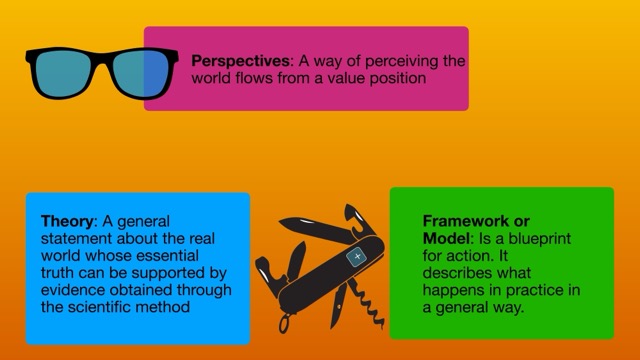 Perspectives: A way of perceiving the
world flows from a value position
Theory: A general
statement about the real
world whose essential
truth can be supported by
evidence obtained through
the scientific method
Framework or
Model: Is a blueprint
for action. It
describes what
happens in practice in
a general way.